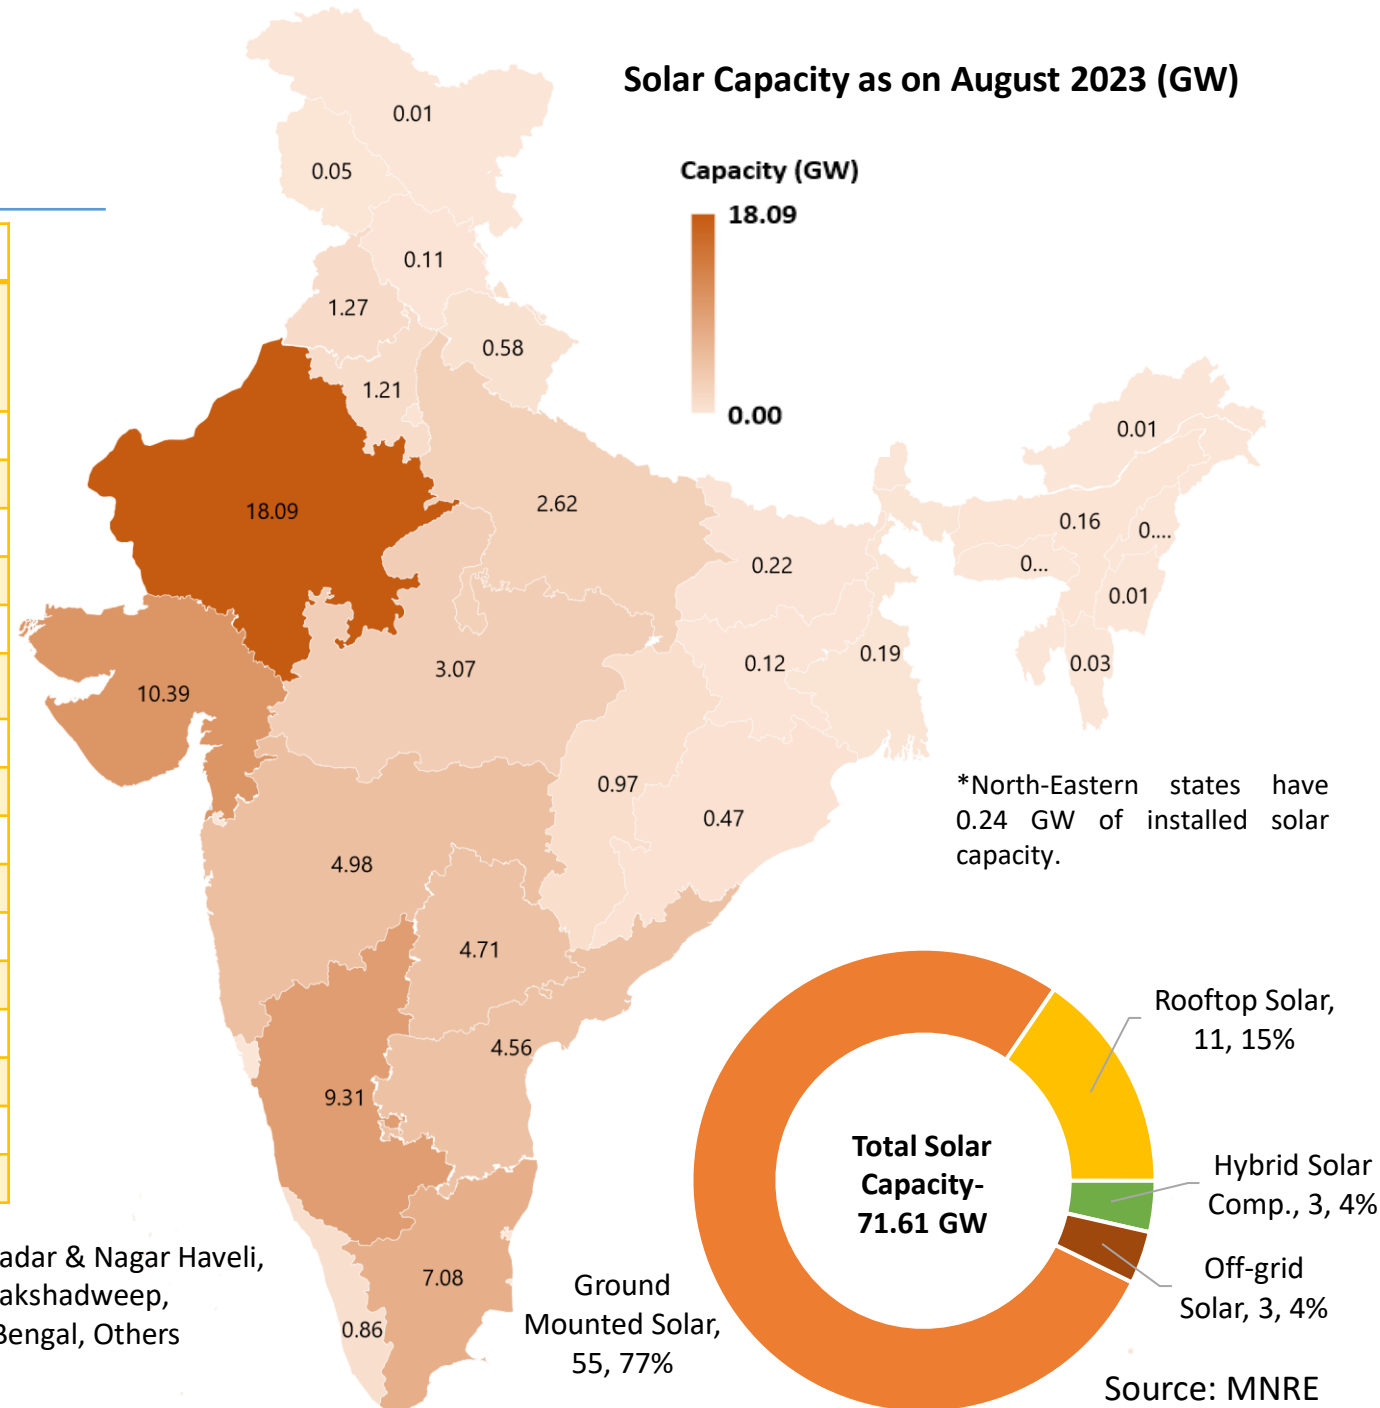 Solar Capacity as on August 2023 (GW)
Capacity (GW)
18.09
0.00
0.01
0.05
0.11
1.27
0.58
1.21
18.09
2.62
0.01
0.16
0....
0...
0.01
0.03
0.22
0.12
0.19
3.07
10.39
0.97
0.47
4.98
4.71
4.56
9.31
7.08
0.86
*North-Eastern states have
0.24 GW of installed solar
capacity.
Rooftop Solar,
11, 15%
Hybrid Solar
Comp., 3, 4%
Off-grid
Solar, 3, 4%
Ground
Mounted Solar,
55, 77%
Total Solar
Capacity-
71.61 GW
adar & Nagar Haveli,
akshadweep,
Bengal, Others
Source: MNRE